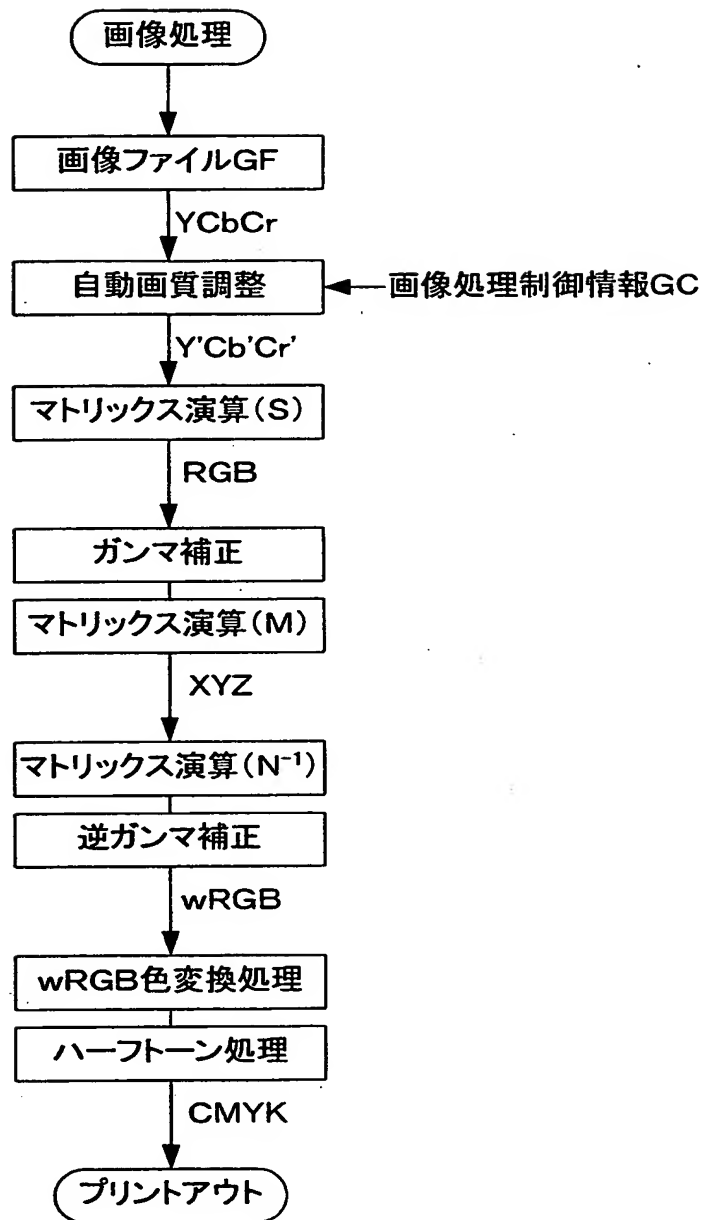 画像処理
画像ファイルGF
YCbCr
自動画質調整
画像処理制御情報GC
Y'Cb'Cr'
マトリックス演算(S)
RGB
ガンマ補正
マトリックス演算(M)
XYZ
マトリックス演算(N⁻¹)
逆ガンマ補正
wRGB
wRGB色変換処理
ハーフトーン処理
CMYK
プリントアウト